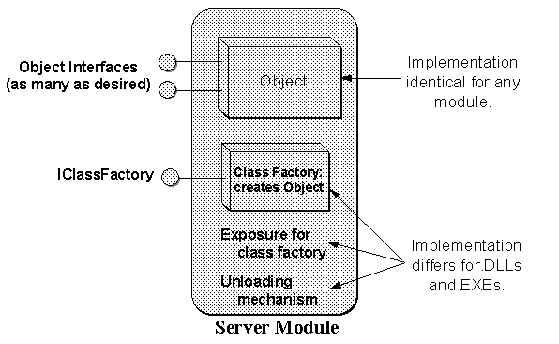 Object Interfaces
(as many as desired)
Object
Implementation
identical for any
module.
IClassFactory
Class Factory:
creates Object
Exposure for
class factory
Unloading
mechanism
Implementation
differs for DLLs
and EXEs.
Server Module